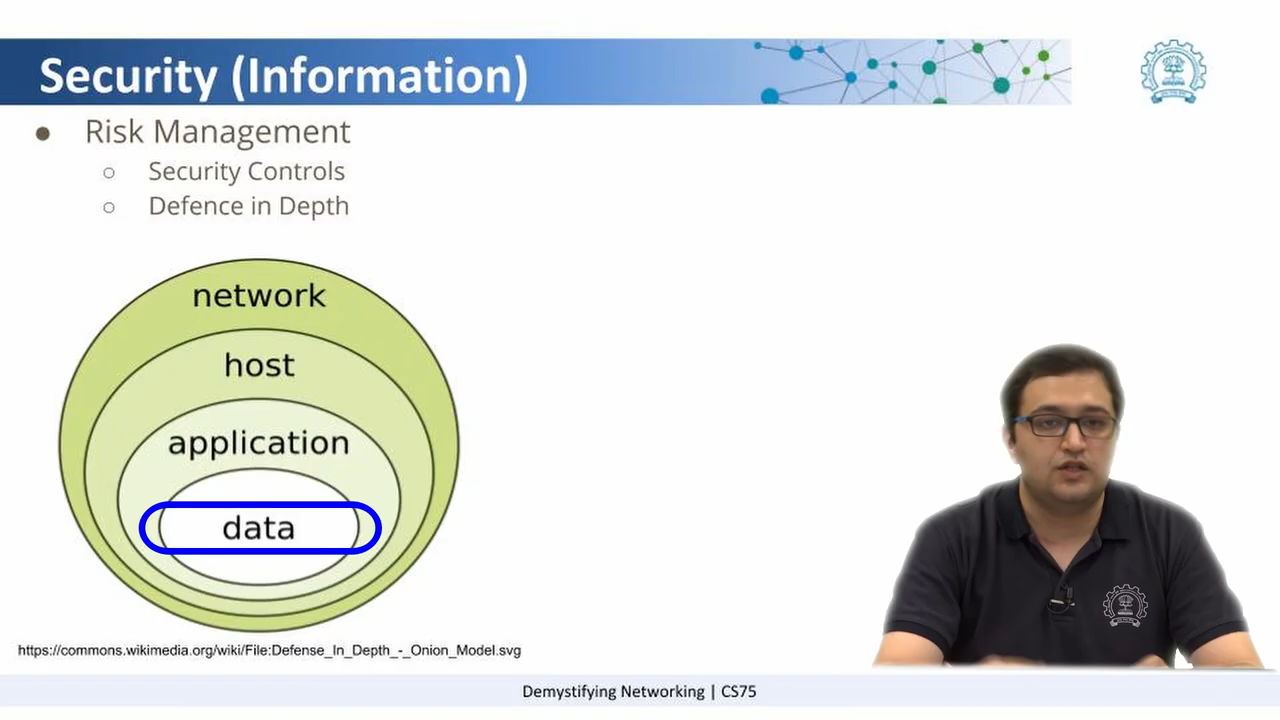 Security (Information)
● Risk Management
○ Security Controls
○ Defence in Depth
network
host
application
data
https://commons.wikimedia.org/wiki/File:Defense_In_Depth_-_Onion_Model.svg
Demystifying Networking | CS75